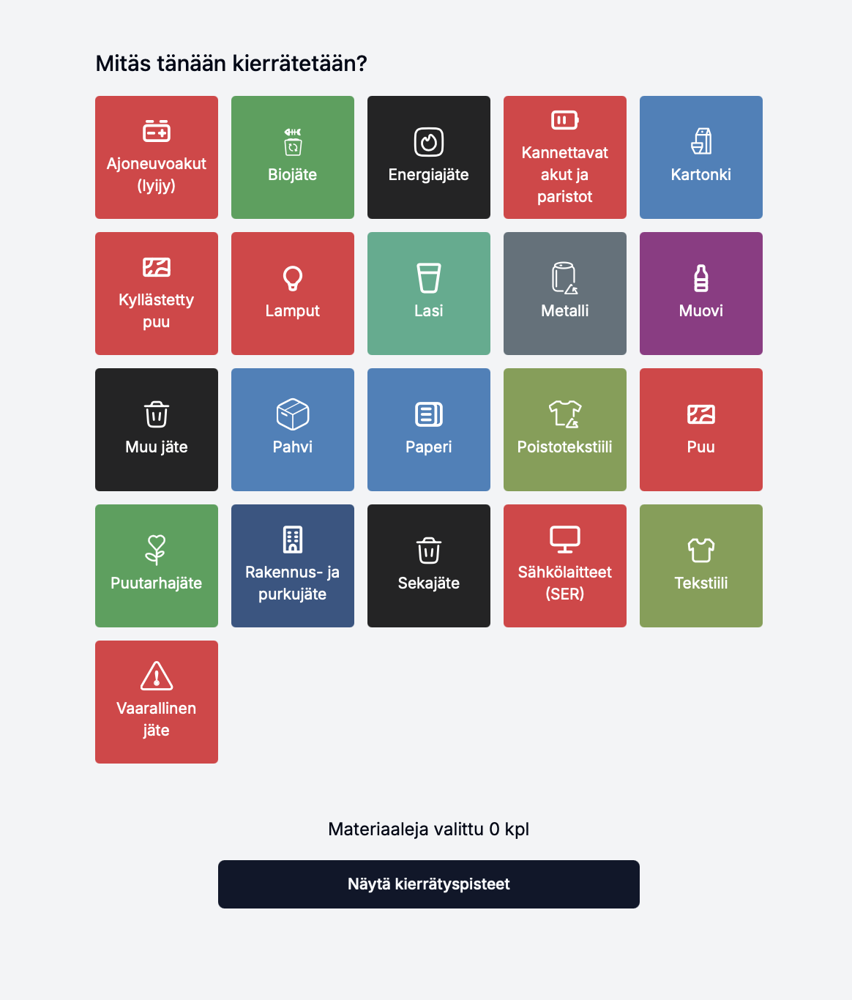 Mitäs tänään kierrätetään?
Ajoneuvoakut
(lyijy)
Biojäte
Energiajäte
Kannettavat
akut ja
paristot
Kartonki
Kyllästetty
puu
Lamput
Lasi
Metalli
Muovi
Muu jäte
Pahvi
Paperi
Poistotekstiili
Puu
Puutarhajäte
Rakennus- ja
purkujäte
Sekajäte
Sähkölaitteet
(SER)
Tekstiili
Vaarallinen
jäte
Materiaaleja valittu 0 kpl
Näytä kierrätyspisteet